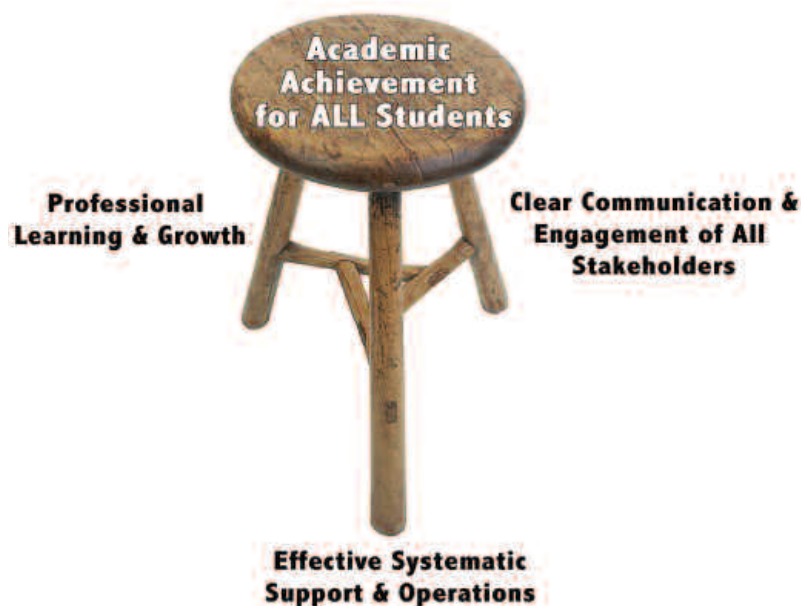 Academic
Achievement
for ALL Students
Professional
Learning & Growth
Clear Communication &
Engagement of All
Stakeholders
Effective Systematic
Support & Operations